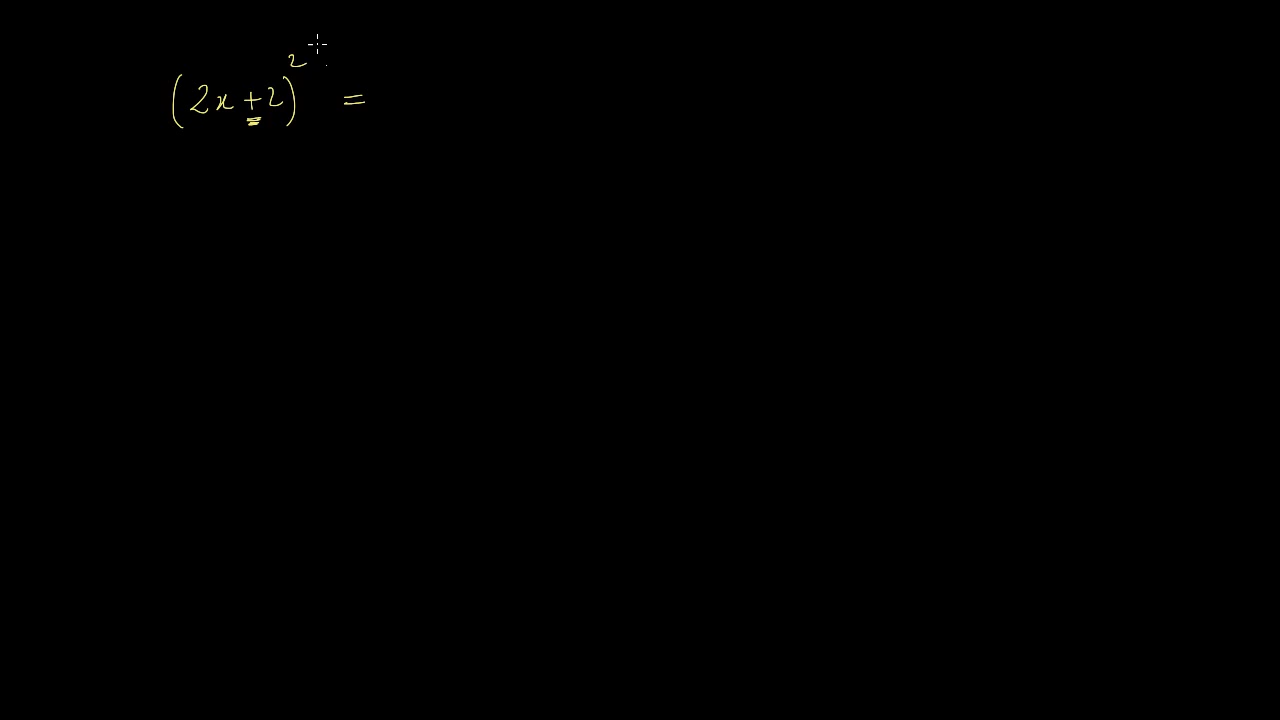 (2x+2)² =